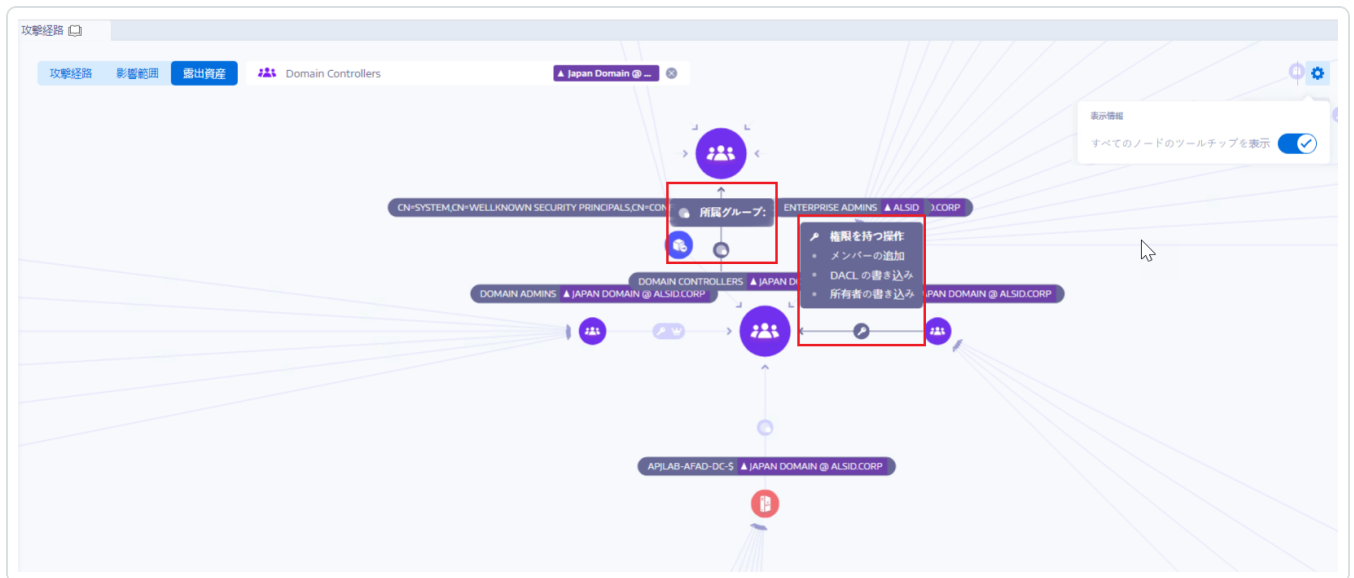 攻撃経路
攻撃経路 影響範囲 露出資産 Domain Controllers ▲ Japan Domain @ ...
表示情報
すべてのノードのツールチップを表示
CN=SYSTEM,CN=WELLKNOWN SECURITY PRINCIPALS,CN=CON
所属グループ:
ENTERPRISE ADMINS ▲ ALSID .CORP
権限を持つ操作
• メンバーの追加
• DACL の書き込み
• 所有者の書き込み
DOMAIN CONTROLLERS ▲ JAPAN
DOMAIN ADMINS ▲ JAPAN DOMAIN @ ALSID.CORP
DOMAIN @ ALSID.CORP
APJLAB-AFAD-DC-$ ▲ JAPAN DOMAIN @ ALSID.CORP